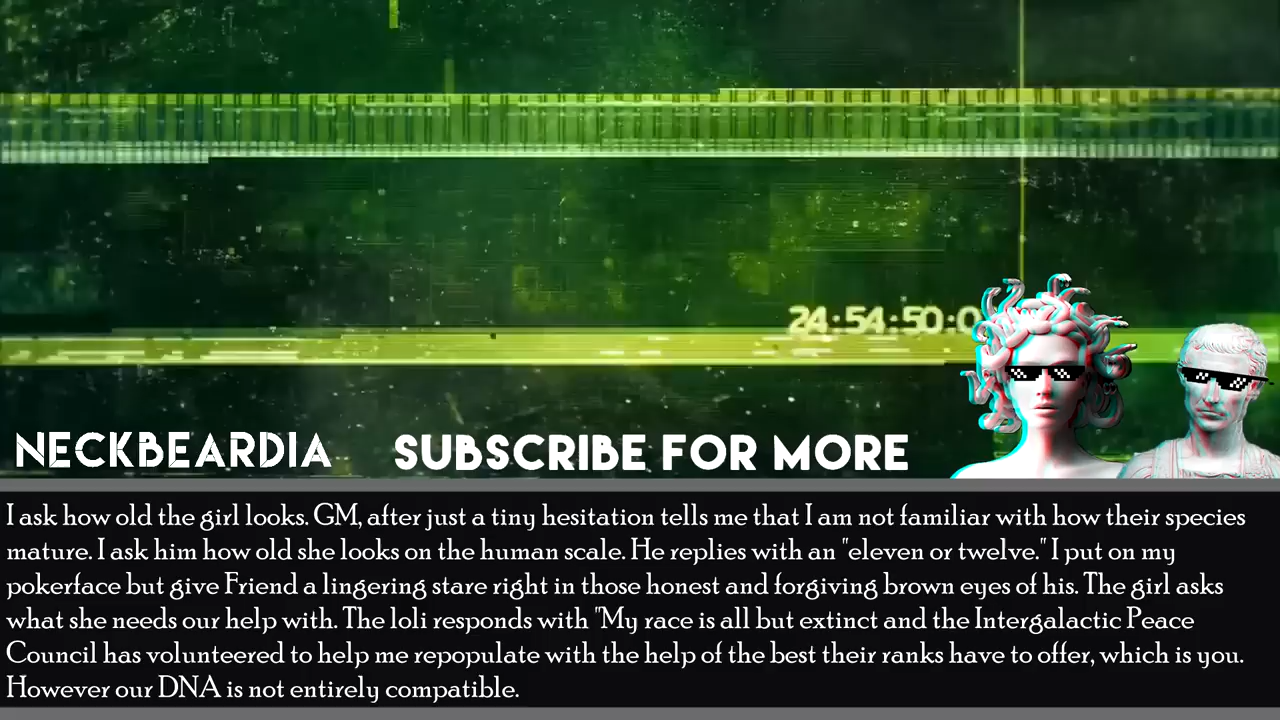 24:54:50:0
NECKBEARDIA SUBSCRIBE FOR MORE
I ask how old the girl looks. GM, after just a tiny hesitation tells me that I am not familiar with how their species
mature. I ask him how old she looks on the human scale. He replies with an "eleven or twelve." I put on my
pokerface but give Friend a lingering stare right in those honest and forgiving brown eyes of his. The girl asks
what she needs our help with. The loli responds with "My race is all but extinct and the Intergalactic Peace
Council has volunteered to help me repopulate with the help of the best their ranks have to offer, which is you.
However our DNA is not entirely compatible.